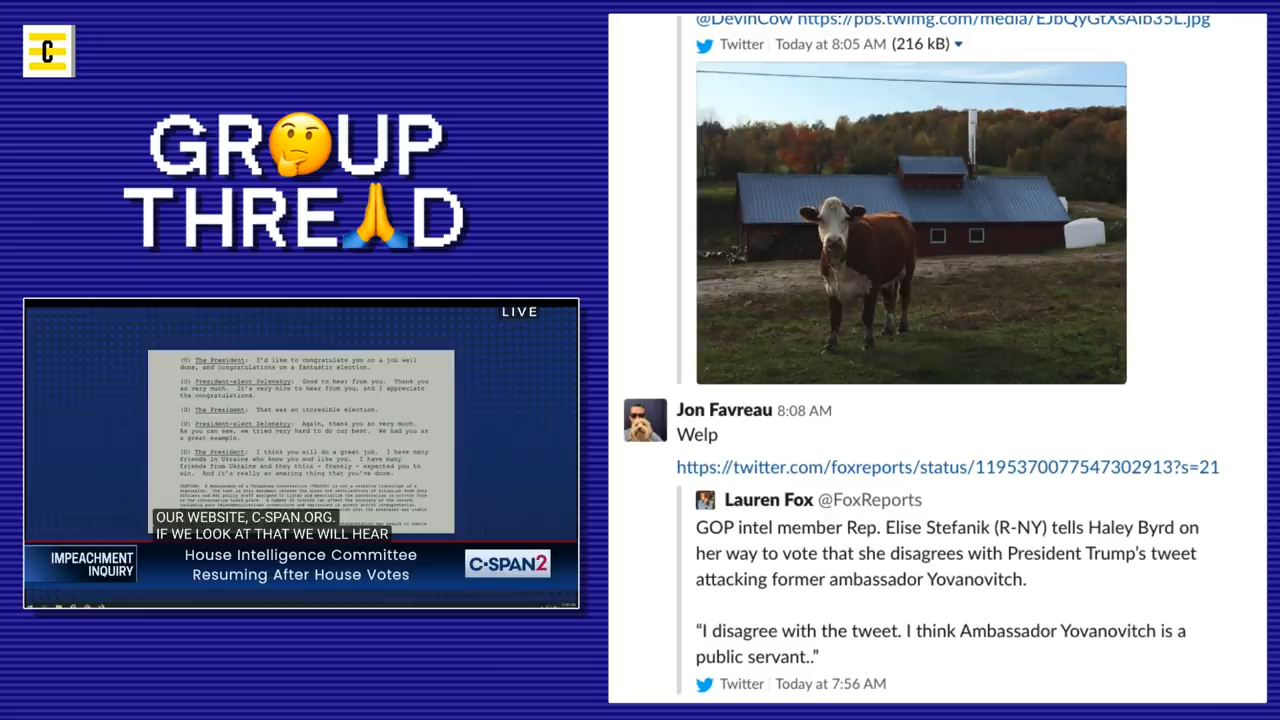 C
GR🤔UP
THRE🙏D
LIVE
(U) The President: I'd like to congratulate you on a job well
done, and congratulations on a fantastic election.
(U) President-elect Zelenskyy: Good to hear from you. Thank you
so very much. It's very nice to hear from you, and I appreciate
the congratulations.
(U) The President: That was an incredible election.
(U) President-elect Zelenskyy: Again, thank you so very much.
As you can see, we tried very hard to do our best. We had you as
a great example.
(U) The President: I think you will do a great job. I have many
friends in Ukraine who know you and like you. I have many
friends from Ukraine and they think - frankly - expected you to
win. And it's really an amazing thing that you've done.
OUR WEBSITE, C-SPAN.ORG.
IF WE LOOK AT THAT WE WILL HEAR
IMPEACHMENT
INQUIRY
House Intelligence Committee
Resuming After House Votes
C-SPAN2
@DevinCow https://pbs.twimg.com/media/EJbQyGtXsAIb35L.jpg
Twitter Today at 8:05 AM (216 kB)
Jon Favreau 8:08 AM
Welp
https://twitter.com/foxreports/status/1195370077547302913?s=21
Lauren Fox @FoxReports
GOP intel member Rep. Elise Stefanik (R-NY) tells Haley Byrd on
her way to vote that she disagrees with President Trump's tweet
attacking former ambassador Yovanovitch.
“I disagree with the tweet. I think Ambassador Yovanovitch is a
public servant..”
Twitter Today at 7:56 AM